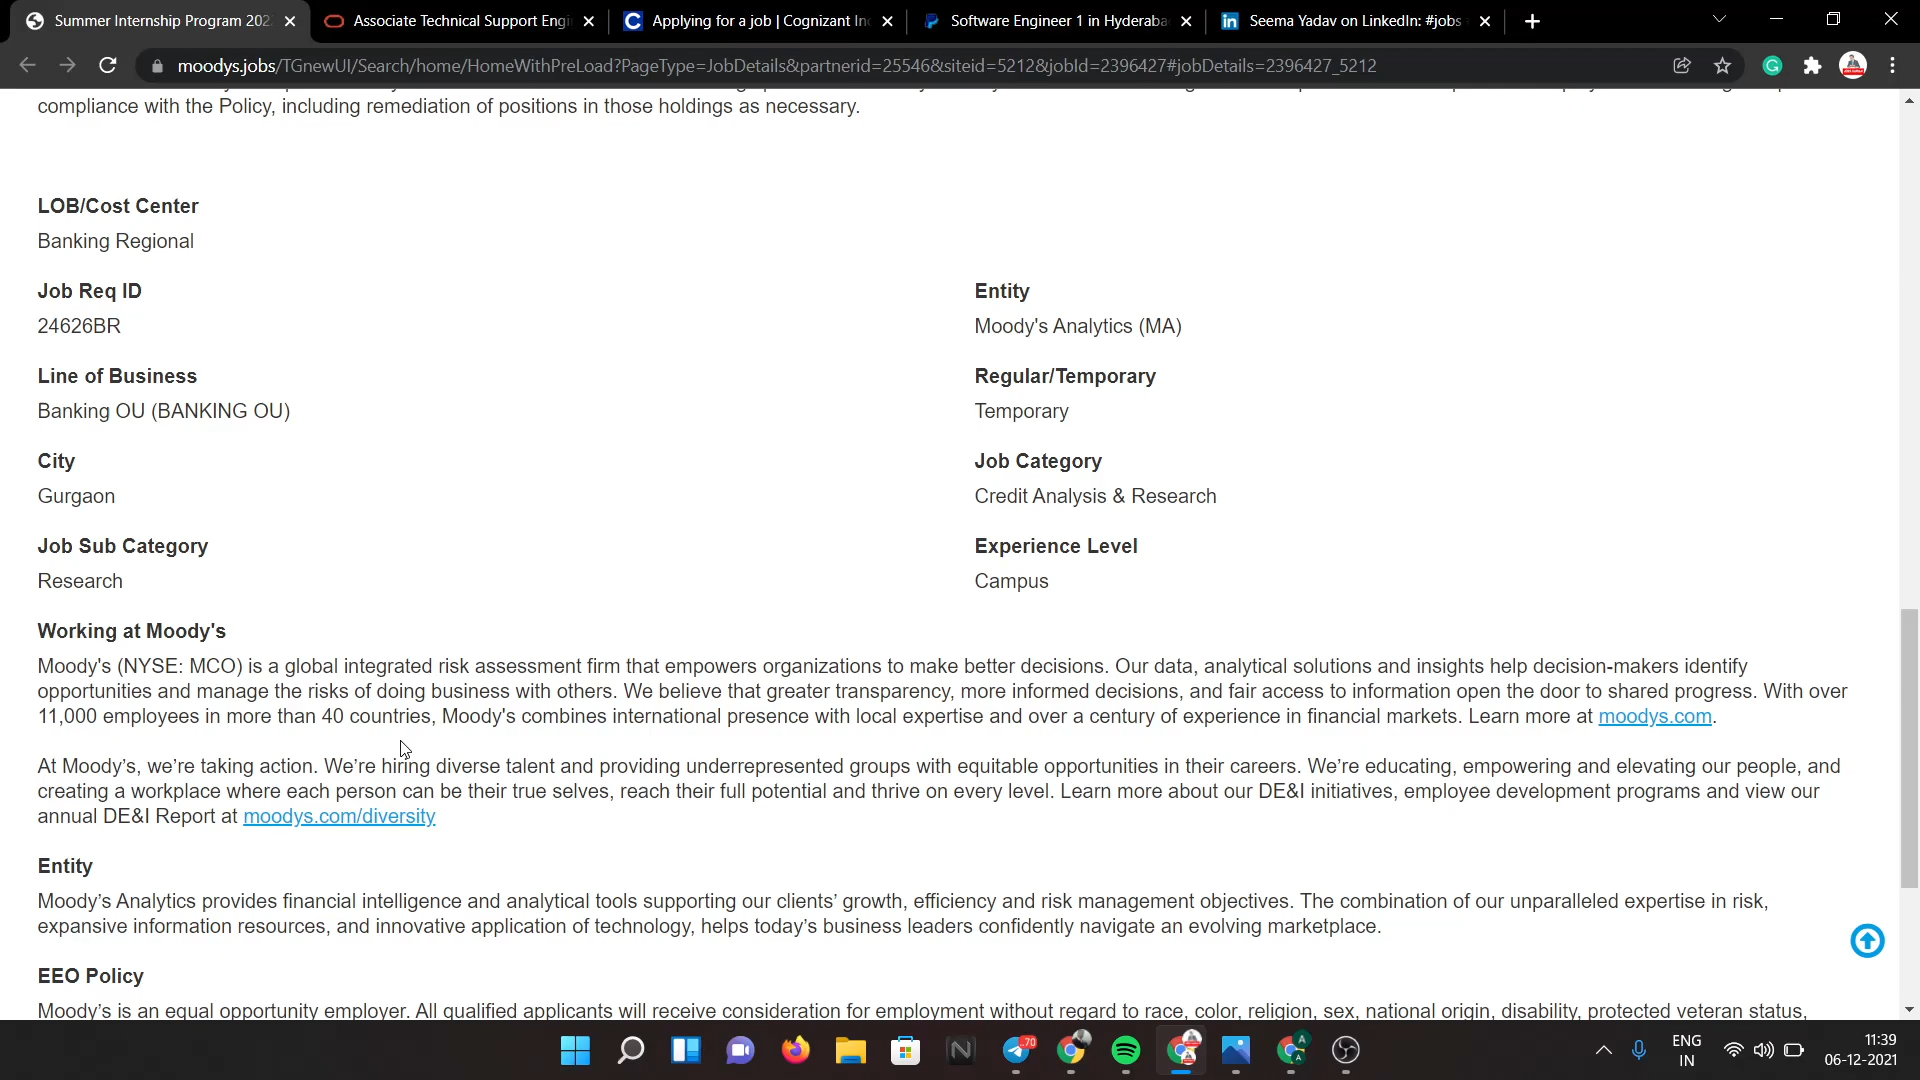 Summer Internship Program 202
Associate Technical Support Engi
Applying for a job | Cognizant Inc
Software Engineer 1 in Hyderaba
Seema Yadav on LinkedIn: #jobs
moodys.jobs/TGnewUI/Search/home/HomeWithPreLoad?PageType=JobDetails&partnerid=25546&siteid=5212&jobId=2396427#jobDetails=2396427_5212
compliance with the Policy, including remediation of positions in those holdings as necessary.
LOB/Cost Center
Banking Regional
Job Req ID
24626BR
Entity
Moody's Analytics (MA)
Line of Business
Banking OU (BANKING OU)
Regular/Temporary
Temporary
City
Gurgaon
Job Category
Credit Analysis & Research
Job Sub Category
Research
Experience Level
Campus
Working at Moody's
Moody's (NYSE: MCO) is a global integrated risk assessment firm that empowers organizations to make better decisions. Our data, analytical solutions and insights help decision-makers identify
opportunities and manage the risks of doing business with others. We believe that greater transparency, more informed decisions, and fair access to information open the door to shared progress. With over
11,000 employees in more than 40 countries, Moody's combines international presence with local expertise and over a century of experience in financial markets. Learn more at moodys.com.
At Moody’s, we’re taking action. We’re hiring diverse talent and providing underrepresented groups with equitable opportunities in their careers. We’re educating, empowering and elevating our people, and
creating a workplace where each person can be their true selves, reach their full potential and thrive on every level. Learn more about our DE&I initiatives, employee development programs and view our
annual DE&I Report at moodys.com/diversity
Entity
Moody’s Analytics provides financial intelligence and analytical tools supporting our clients’ growth, efficiency and risk management objectives. The combination of our unparalleled expertise in risk,
expansive information resources, and innovative application of technology, helps today’s business leaders confidently navigate an evolving marketplace.
EEO Policy
Moody’s is an equal opportunity employer. All qualified applicants will receive consideration for employment without regard to race, color, religion, sex, national origin, disability, protected veteran status,
70
ENG
IN
11:39
06-12-2021